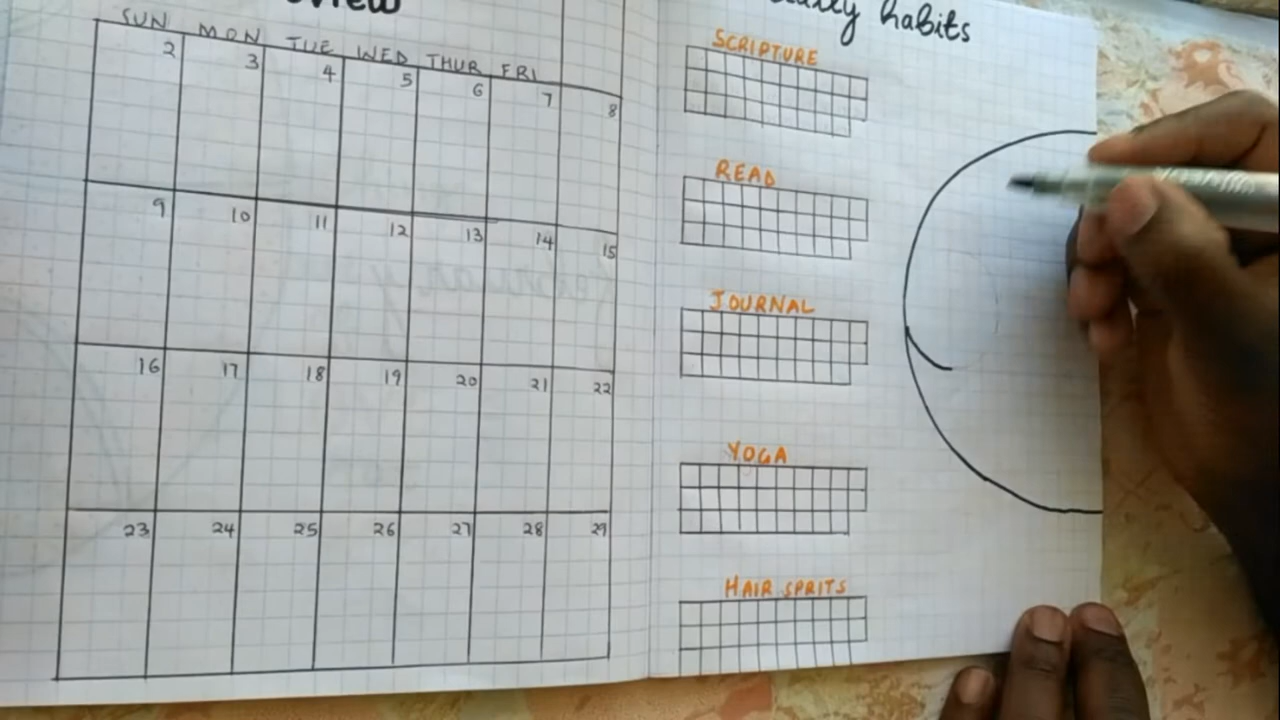 habits
SUN MON TUE WED THUR FRI
2 3 4 5 6 7 8
9 10 11 12 13 14 15
16 17 18 19 20 21 22
23 24 25 26 27 28 29
SCRIPTURE
READ
JOURNAL
YOGA
HAIR SPRITS